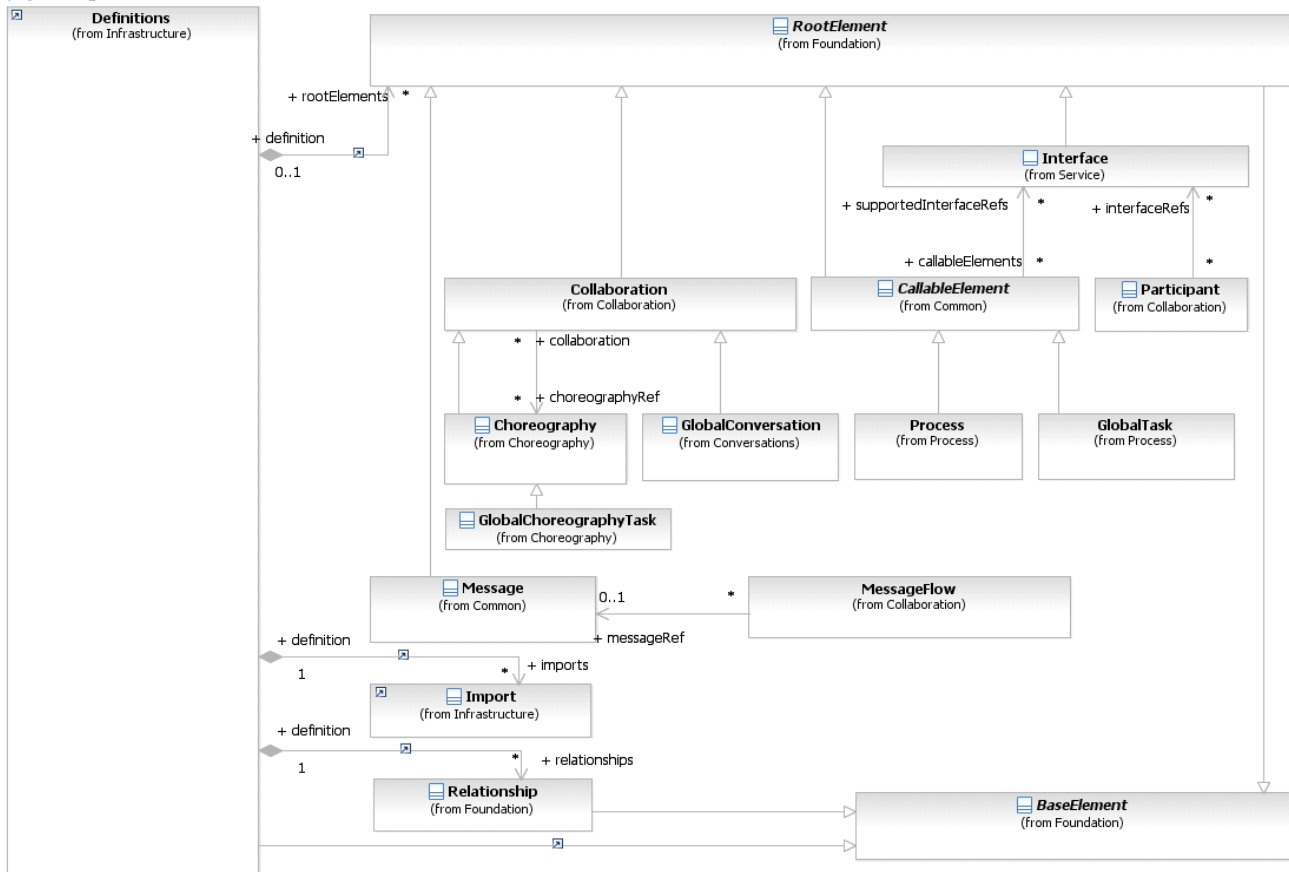 Definitions
(from Infrastructure)
RootElement
(from Foundation)
+ rootElements *
+ definition
0..1
Interface
(from Service)
+ supportedInterfaceRefs *
+ interfaceRefs *
+ callableElements *
*
Collaboration
(from Collaboration)
CallableElement
(from Common)
Participant
(from Collaboration)
* + collaboration
* + choreographyRef
Choreography
(from Choreography)
GlobalConversation
(from Conversations)
Process
(from Process)
GlobalTask
(from Process)
GlobalChoreographyTask
(from Choreography)
Message
(from Common)
0..1
*
MessageFlow
(from Collaboration)
+ messageRef
+ definition
1
* + imports
Import
(from Infrastructure)
+ definition
1
* + relationships
Relationship
(from Foundation)
BaseElement
(from Foundation)